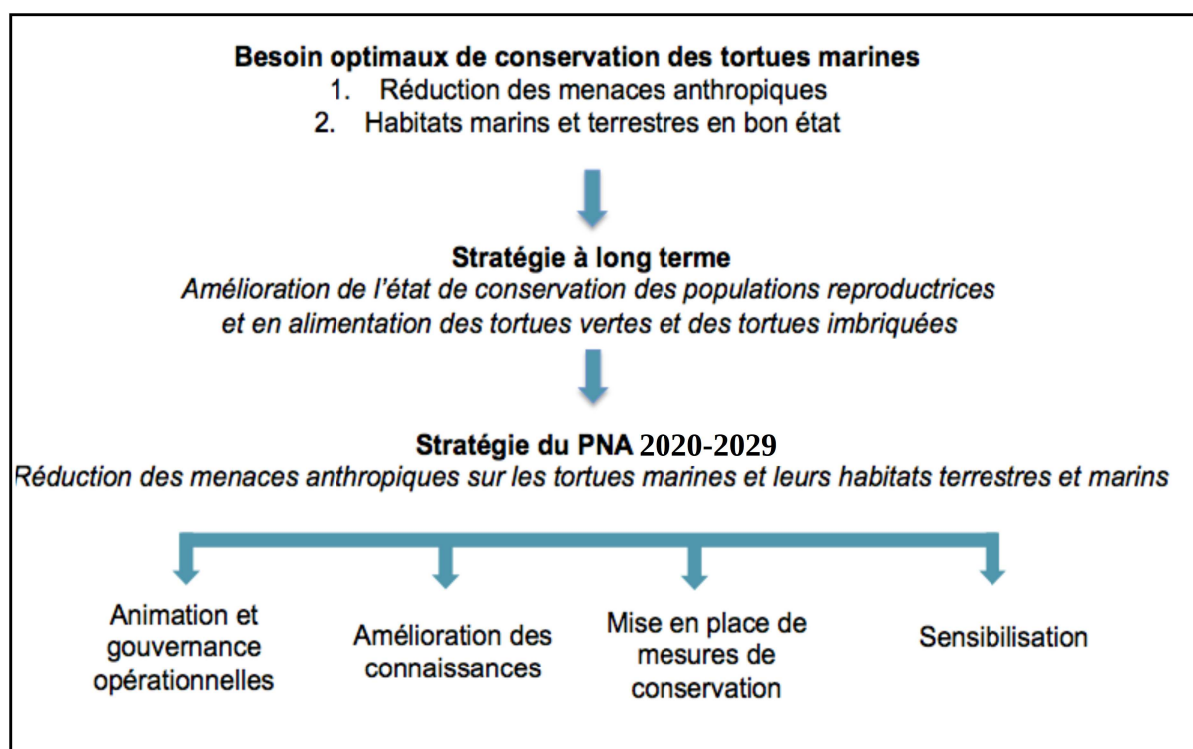 Besoin optimaux de conservation des tortues marines
1. Réduction des menaces anthropiques
2. Habitats marins et terrestres en bon état
Stratégie à long terme
Amélioration de l'état de conservation des populations reproductrices
et en alimentation des tortues vertes et des tortues imbriquées
Stratégie du PNA 2020-2029
Réduction des menaces anthropiques sur les tortues marines et leurs habitats terrestres et marins
Animation et
gouvernance
opérationnelles
Amélioration des
connaissances
Mise en place de
mesures de
conservation
Sensibilisation